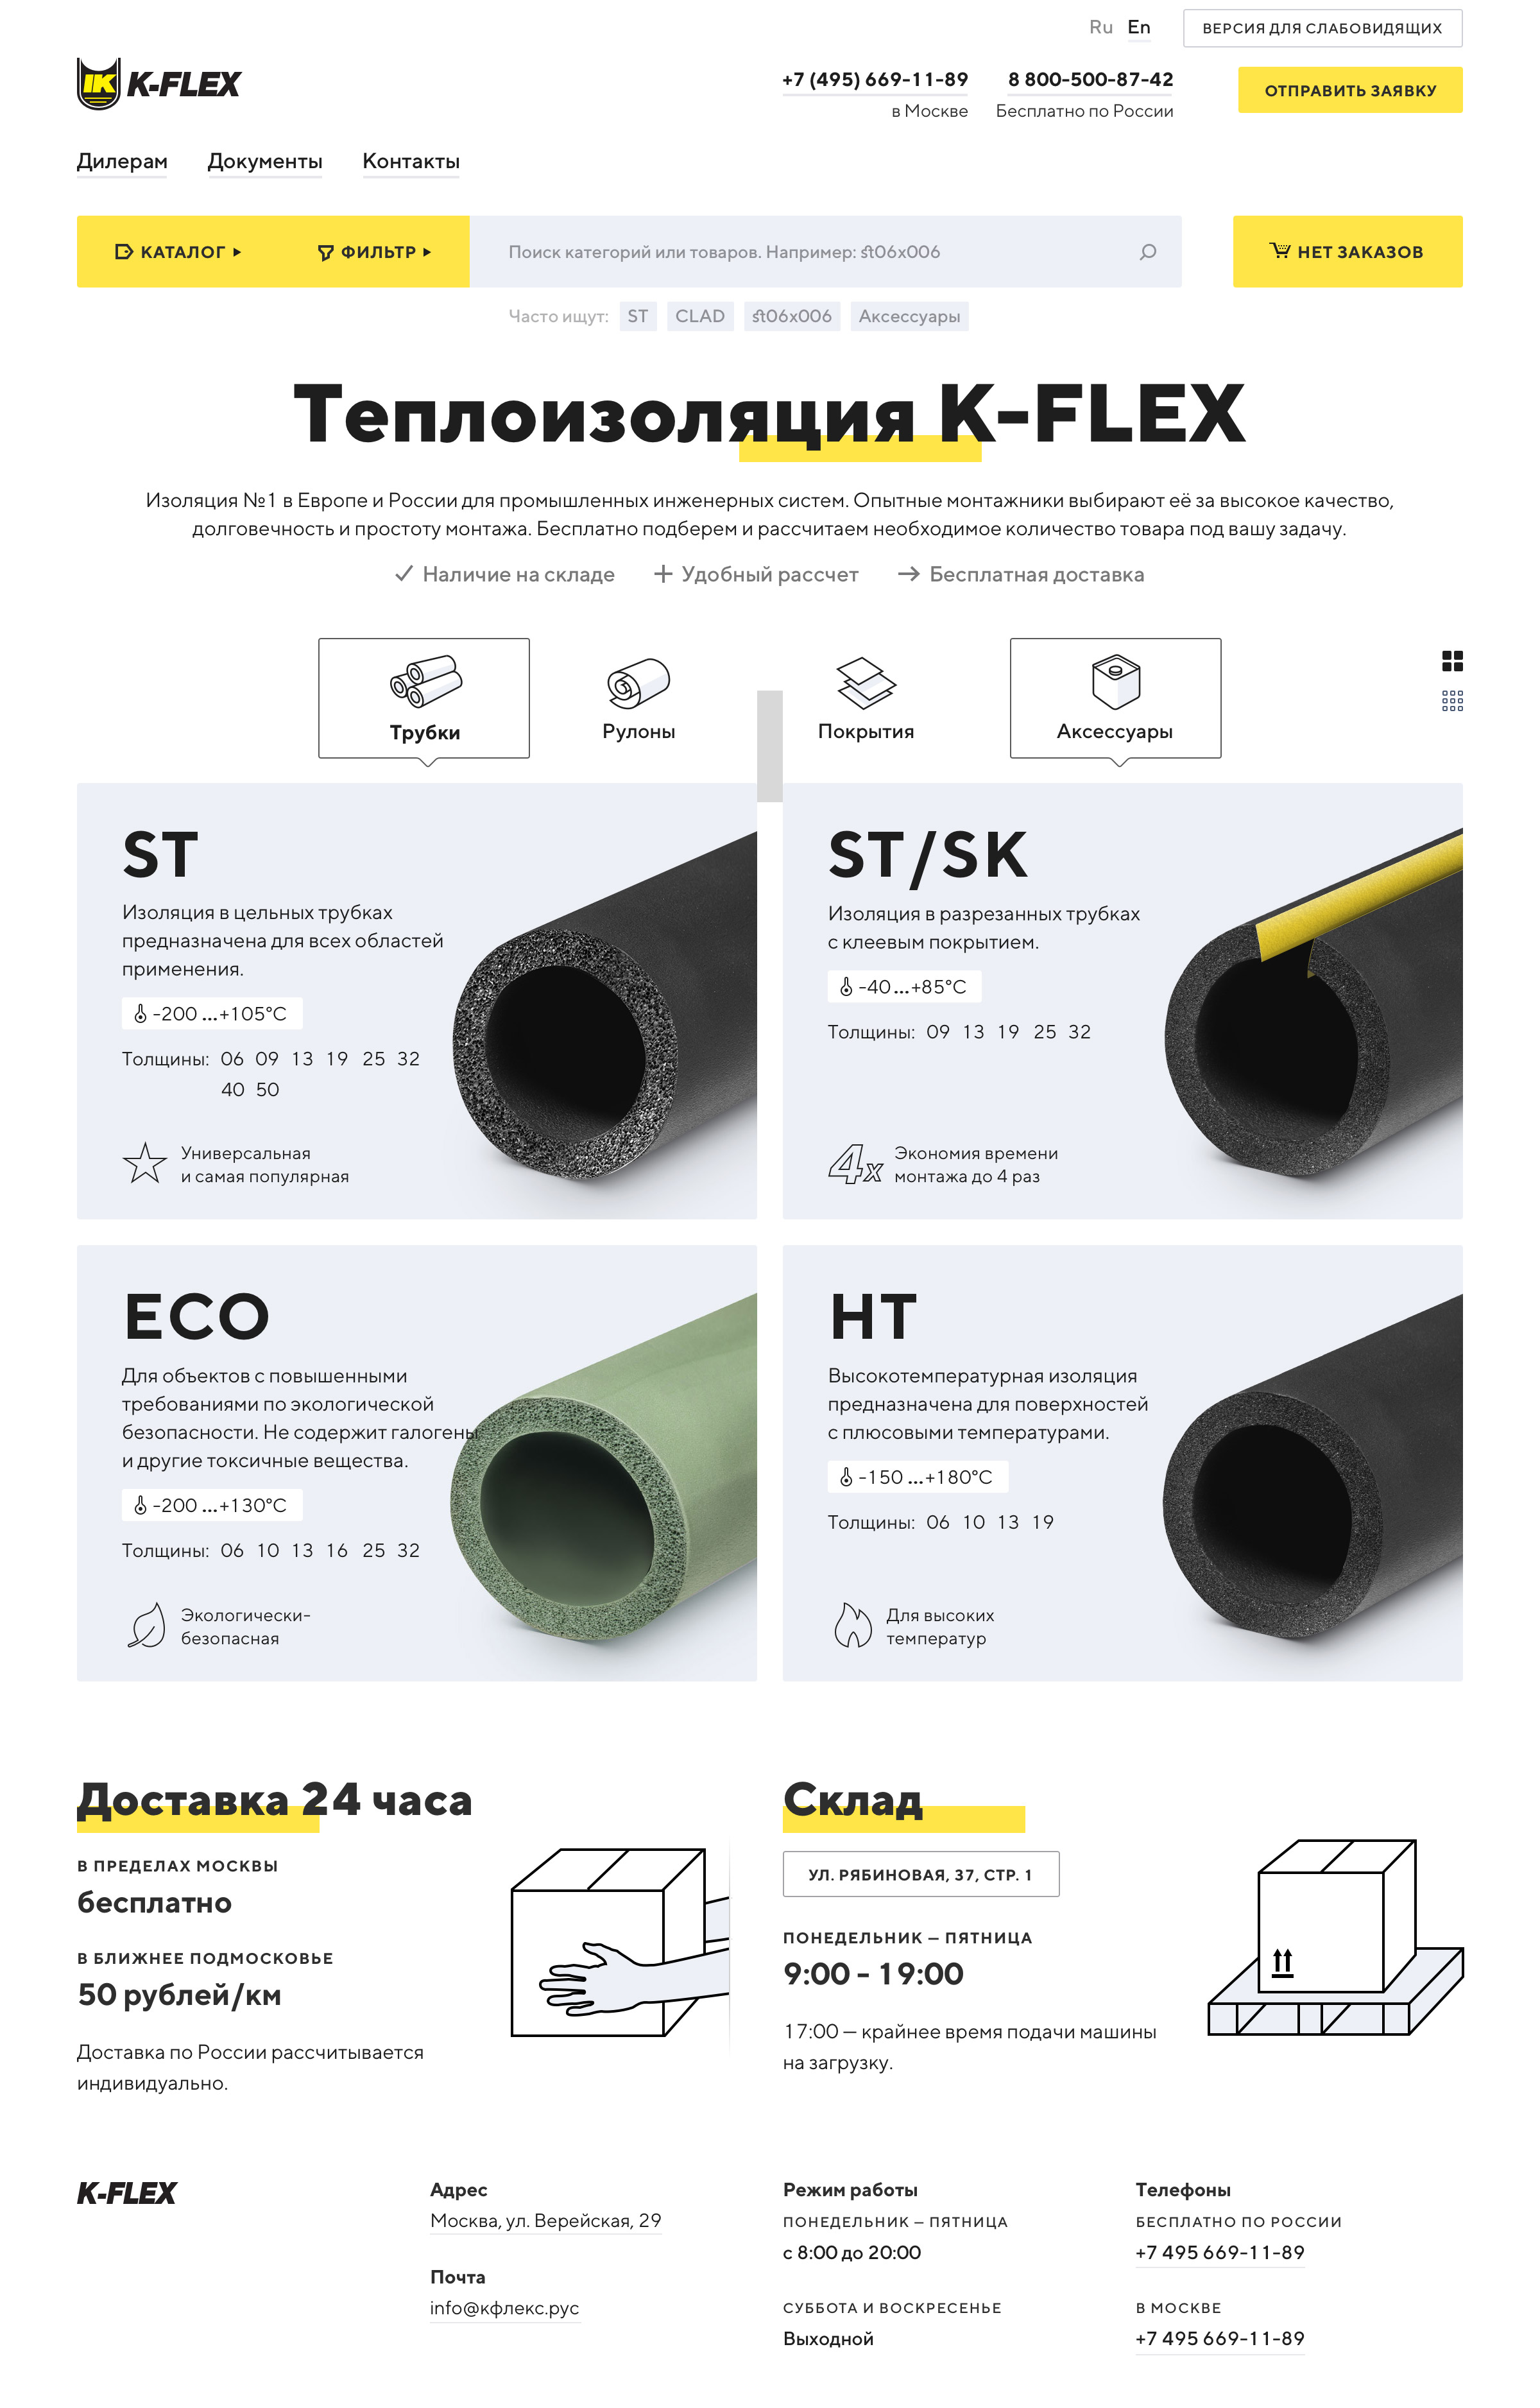 Ru En ВЕРСИЯ ДЛЯ СЛАБОВИДЯЩИХ
K-FLEX
+7 (495) 669-11-89 8 800-500-87-42 ОТПРАВИТЬ ЗАЯВКУ
в Москве Бесплатно по России
Дилерам Документы Контакты
КАТАЛОГ ФИЛЬТР Поиск категорий или товаров. Например: st06x006 НЕТ ЗАКАЗОВ
Часто ищут: ST CLAD st06x006 Аксессуары
Теплоизоляция K-FLEX
Изоляция №1 в Европе и России для промышленных инженерных систем. Опытные монтажники выбирают её за высокое качество,
долговечность и простоту монтажа. Бесплатно подберем и рассчитаем необходимое количество товара под вашу задачу.
Наличие на складе Удобный рассчет Бесплатная доставка
Трубки Рулоны Покрытия Аксессуары
ST
Изоляция в цельных трубках
предназначена для всех областей
применения.
-200 ...+105°C
Толщины: 06 09 13 19 25 32
40 50
Универсальная
и самая популярная
ST/SK
Изоляция в разрезанных трубках
с клеевым покрытием.
-40...+85°C
Толщины: 09 13 19 25 32
4x
Экономия времени
монтажа до 4 раз
ECO
Для объектов с повышенными
требованиями по экологической
безопасности. Не содержит галогены
и другие токсичные вещества.
-200 ...+130°C
Толщины: 06 10 13 16 25 32
Экологически-
безопасная
HT
Высокотемпературная изоляция
предназначена для поверхностей
с плюсовыми температурами.
-150 ...+180°C
Толщины: 06 10 13 19
Для высоких
температур
Доставка 24 часа
В ПРЕДЕЛАХ МОСКВЫ
бесплатно
В БЛИЖНЕЕ ПОДМОСКОВЬЕ
50 рублей/км
Доставка по России рассчитывается
индивидуально.
Склад
УЛ. РЯБИНОВАЯ, 37, СТР. 1
ПОНЕДЕЛЬНИК – ПЯТНИЦА
9:00 - 19:00
17:00 — крайнее время подачи машины
на загрузку.
K-FLEX
Адрес
Москва, ул. Верейская, 29
Почта
info@кфлекс.рус
Режим работы
ПОНЕДЕЛЬНИК – ПЯТНИЦА
с 8:00 до 20:00
СУББОТА И ВОСКРЕСЕНЬЕ
Выходной
Телефоны
БЕСПЛАТНО ПО РОССИИ
+7 495 669-11-89
В МОСКВЕ
+7 495 669-11-89